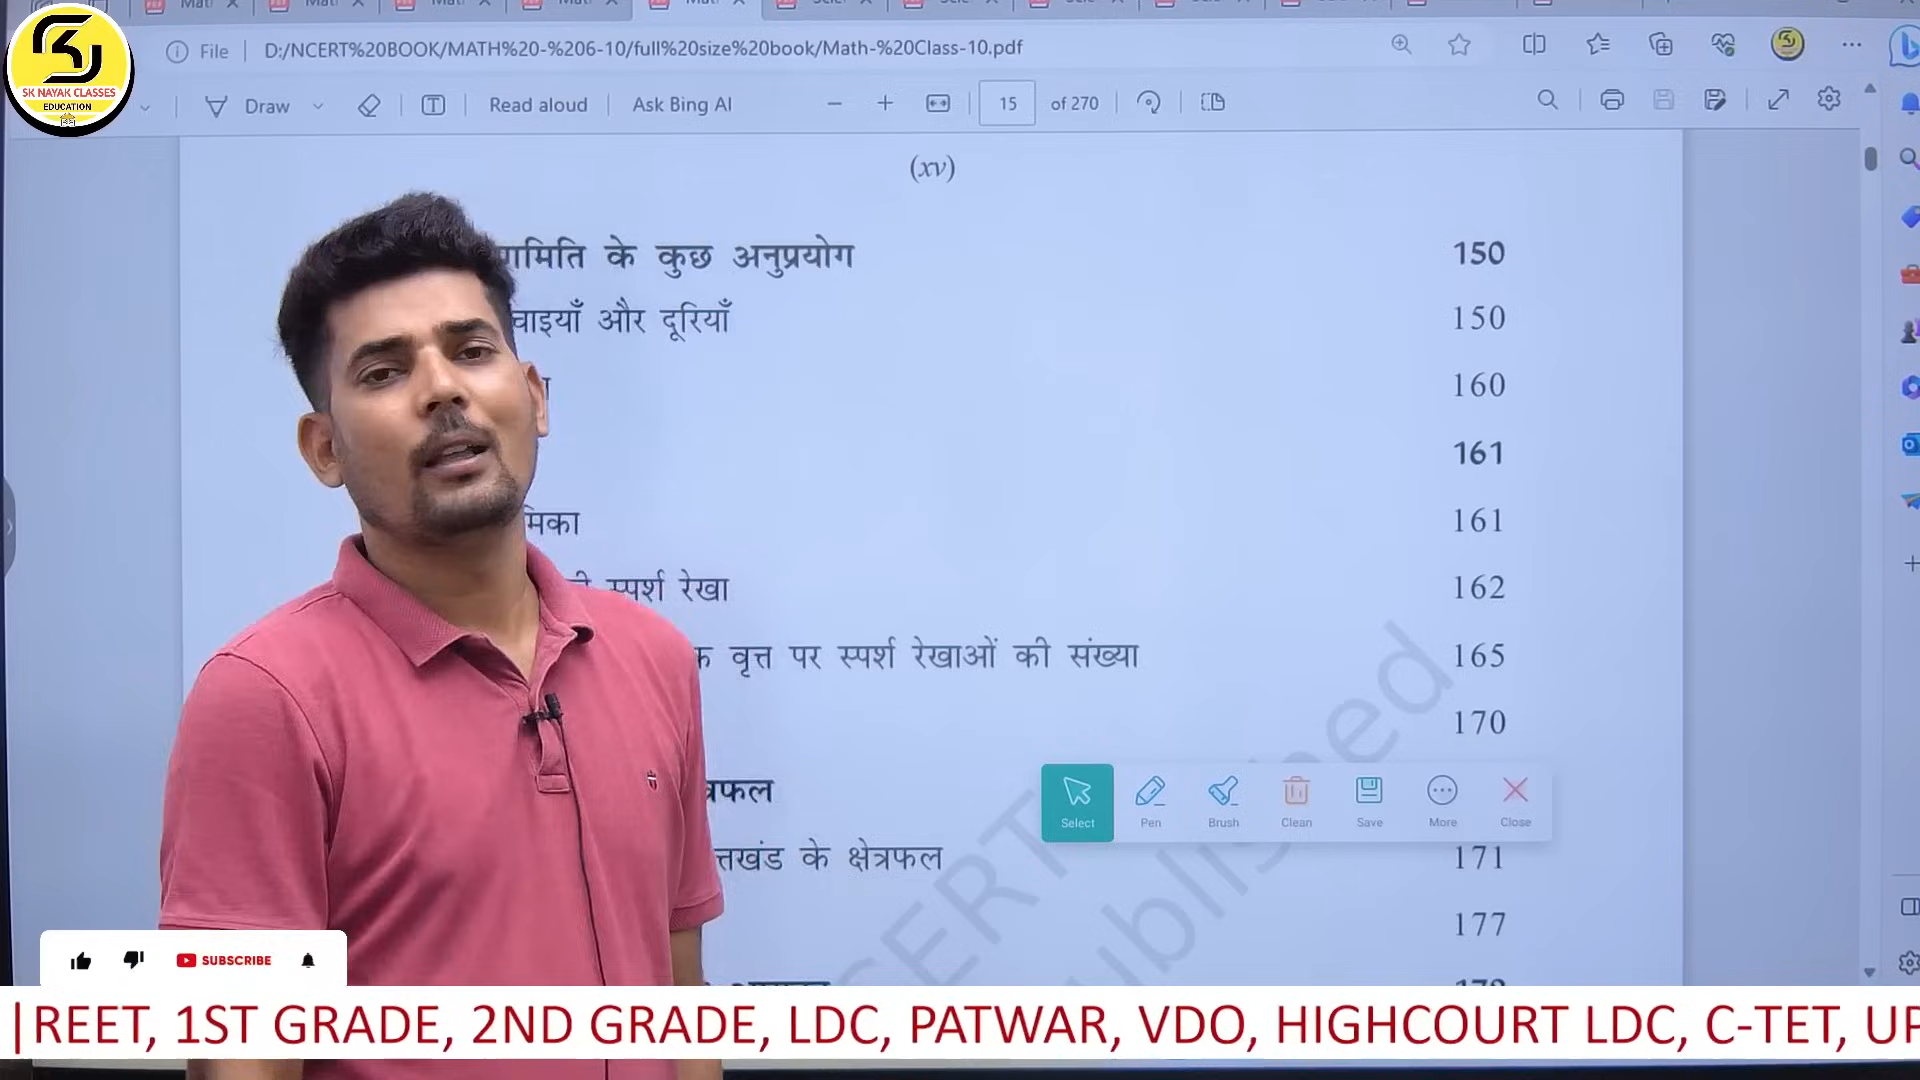 SK NAYAK CLASSES
EDUCATION
File
D:/NCERT%20BOOK/MATH%20-%206-10/full%20size%20book/Math-%20Class-10.pdf
Draw
Read aloud
Ask Bing AI
15 of 270
(xv)
के कुछ अनुप्रयोग 150
और दूरियाँ 150
160
161
161
स्पर्श रेखा 162
वृत्त पर स्पर्श रेखाओं की संख्या 165
170
के क्षेत्रफल 171
177
Select Pen Brush Clean Save More Close
SUBSCRIBE
|REET, 1ST GRADE, 2ND GRADE, LDC, PATWAR, VDO, HIGHCOURT LDC, C-TET, UP